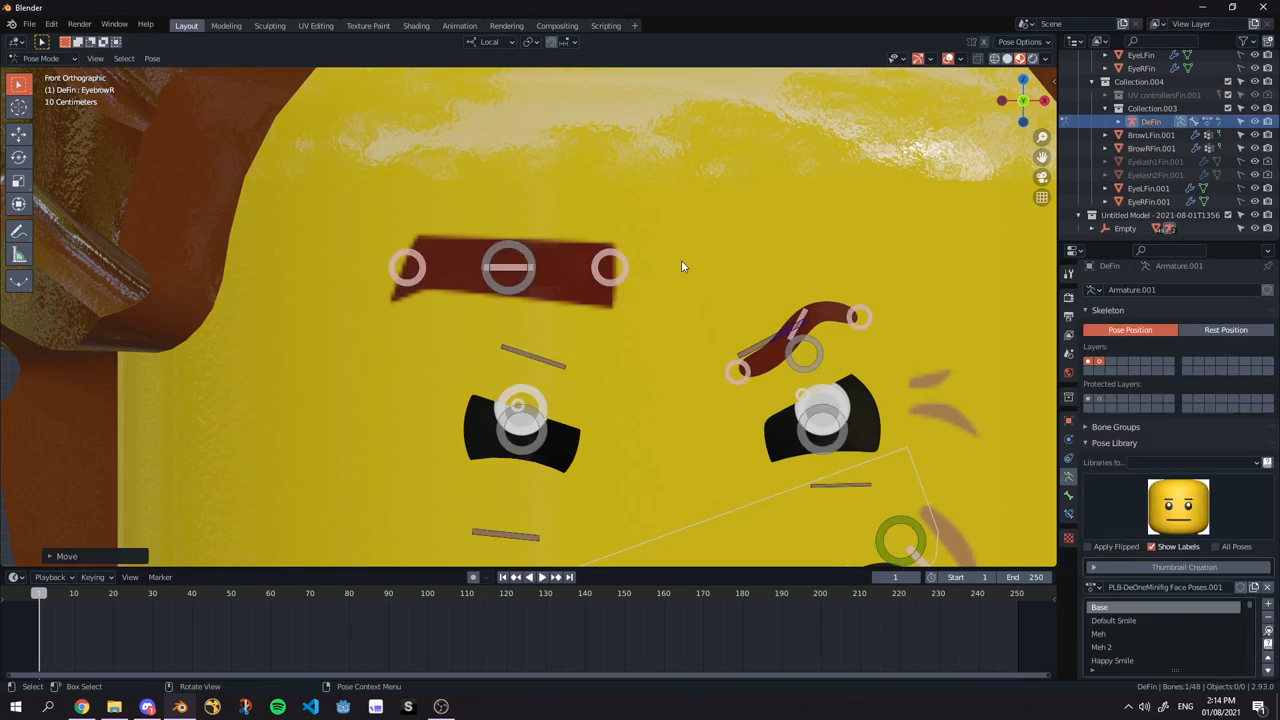 Blender
File Edit Render Window Help
Layout Modeling Sculpting UV Editing Texture Paint Shading Animation Rendering Compositing Scripting +
Scene
View Layer
Local
Pose Options
Pose Mode View Select Pose
Front Orthographic
(1) DeFin : EyebrowR
10 Centimeters
Z
X
Y
EyeLFin
EyeRFin
Collection.004
UV controllersFin.001
Collection.003
DeFin
BrowLFin.001
BrowRFin.001
Eyelash1Fin.001
Eyelash2Fin.001
EyeLFin.001
EyeRFin.001
Untitled Model - 2021-08-01T1356
Empty
DeFin Armature.001
Armature.001
Skeleton
Pose Position Rest Position
Layers:
Protected Layers:
Bone Groups
Pose Library
Libraries fo
Apply Flipped Show Labels All Poses
Thumbnail Creation
PLB-DeOneMinifig Face Poses.001
Base
Default Smile
Meh
Meh 2
Happy Smile
Move
Playback Keying View Marker
1 Start 1 End 250
1 10 20 30 40 50 60 70 80 90 100 110 120 130 140 150 160 170 180 190 200 210 220 230 240 250
Select Box Select Rotate View Pose Context Menu
DeFin | Bones:1/48 | Objects:0/0 | 2.93.0
ENG
2:14 PM
01/08/2021